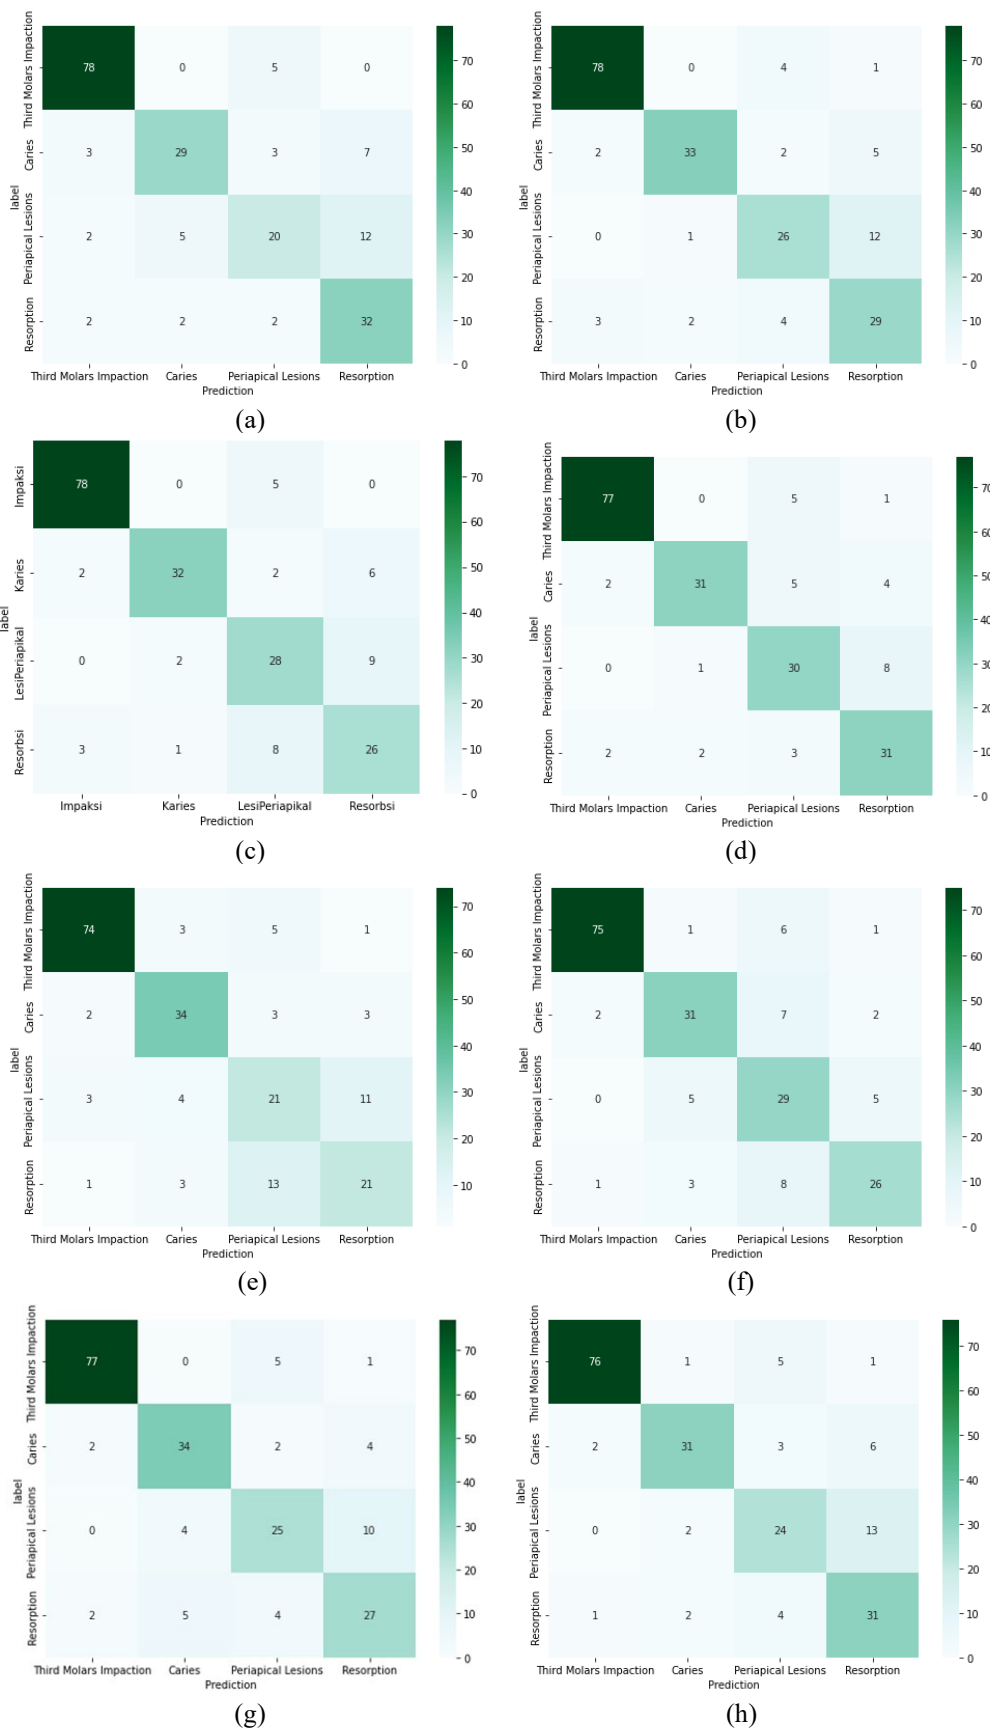 Third Molars Impaction 78 0 5 0
Caries 3 29 3 7
Periapical Lesions 2 5 20 12
Resorption 2 2 2 32
label
Third Molars Impaction Caries Periapical Lesions Resorption
Prediction
70
60
50
40
30
20
10
0
(a)
Third Molars Impaction 78 0 4 1
Caries 2 33 2 5
Periapical Lesions 0 1 26 12
Resorption 3 2 4 29
label
Third Molars Impaction Caries Periapical Lesions Resorption
Prediction
70
60
50
40
30
20
10
0
(b)
Impaksi 78 0 5 0
Karies 2 32 2 6
LesiPeriapikal 0 2 28 9
Resorbsi 3 1 8 26
label
Impaksi Karies LesiPeriapikal Resorbsi
Prediction
70
60
50
40
30
20
10
0
(c)
Third Molars Impaction 77 0 5 1
Caries 2 31 5 4
Periapical Lesions 0 1 30 8
Resorption 2 2 3 31
label
Third Molars Impaction Caries Periapical Lesions Resorption
Prediction
70
60
50
40
30
20
10
0
(d)
Third Molars Impaction 74 3 5 1
Caries 2 34 3 3
Periapical Lesions 3 4 21 11
Resorption 1 3 13 21
label
Third Molars Impaction Caries Periapical Lesions Resorption
Prediction
70
60
50
40
30
20
10
(e)
Third Molars Impaction 75 1 6 1
Caries 2 31 7 2
Periapical Lesions 0 5 29 5
Resorption 1 3 8 26
label
Third Molars Impaction Caries Periapical Lesions Resorption
Prediction
70
60
50
40
30
20
10
0
(f)
Third Molars Impaction 77 0 5 1
Caries 2 34 2 4
Periapical Lesions 0 4 25 10
Resorption 2 5 4 27
label
Third Molars Impaction Caries Periapical Lesions Resorption
Prediction
70
60
50
40
30
20
10
0
(g)
Third Molars Impaction 76 1 5 1
Caries 2 31 3 6
Periapical Lesions 0 2 24 13
Resorption 1 2 4 31
label
Third Molars Impaction Caries Periapical Lesions Resorption
Prediction
70
60
50
40
30
20
10
0
(h)